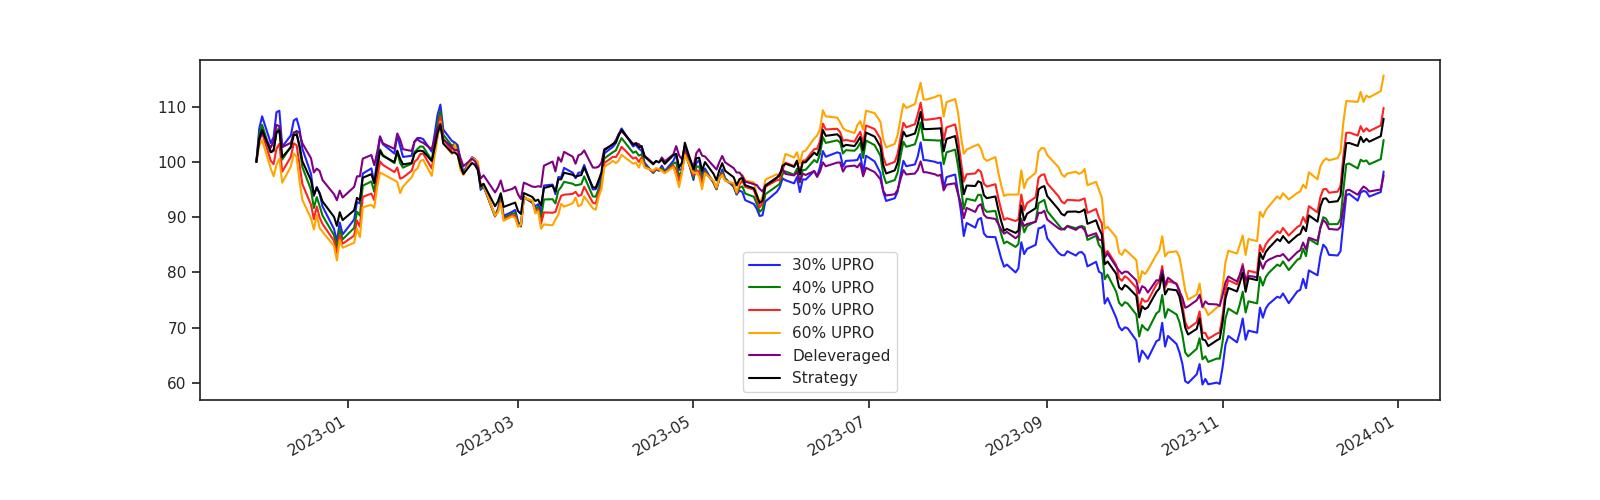 110
100
90
80
70
60
30% UPRO
40% UPRO
50% UPRO
60% UPRO
Deleveraged
Strategy
2023-01
2023-03
2023-05
2023-07
2023-09
2023-11
2024-01